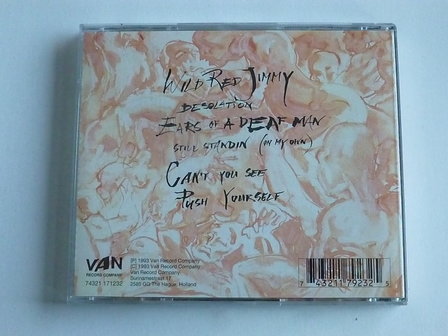 WILD RED JIMMY
DESOLATION
EARS OF A DEAF MAN
STILL STANDIN (ON MY OWN)
CAN'T YOU SEE
PUSH YOURSELF
VAN
RECORD COMPANY
74321 171232
[P] 1993 Van Record Company
[C] 1993 Van Record Company
Van Record Company
2585 GQ The Hague, Holland
7 43211 79232 5